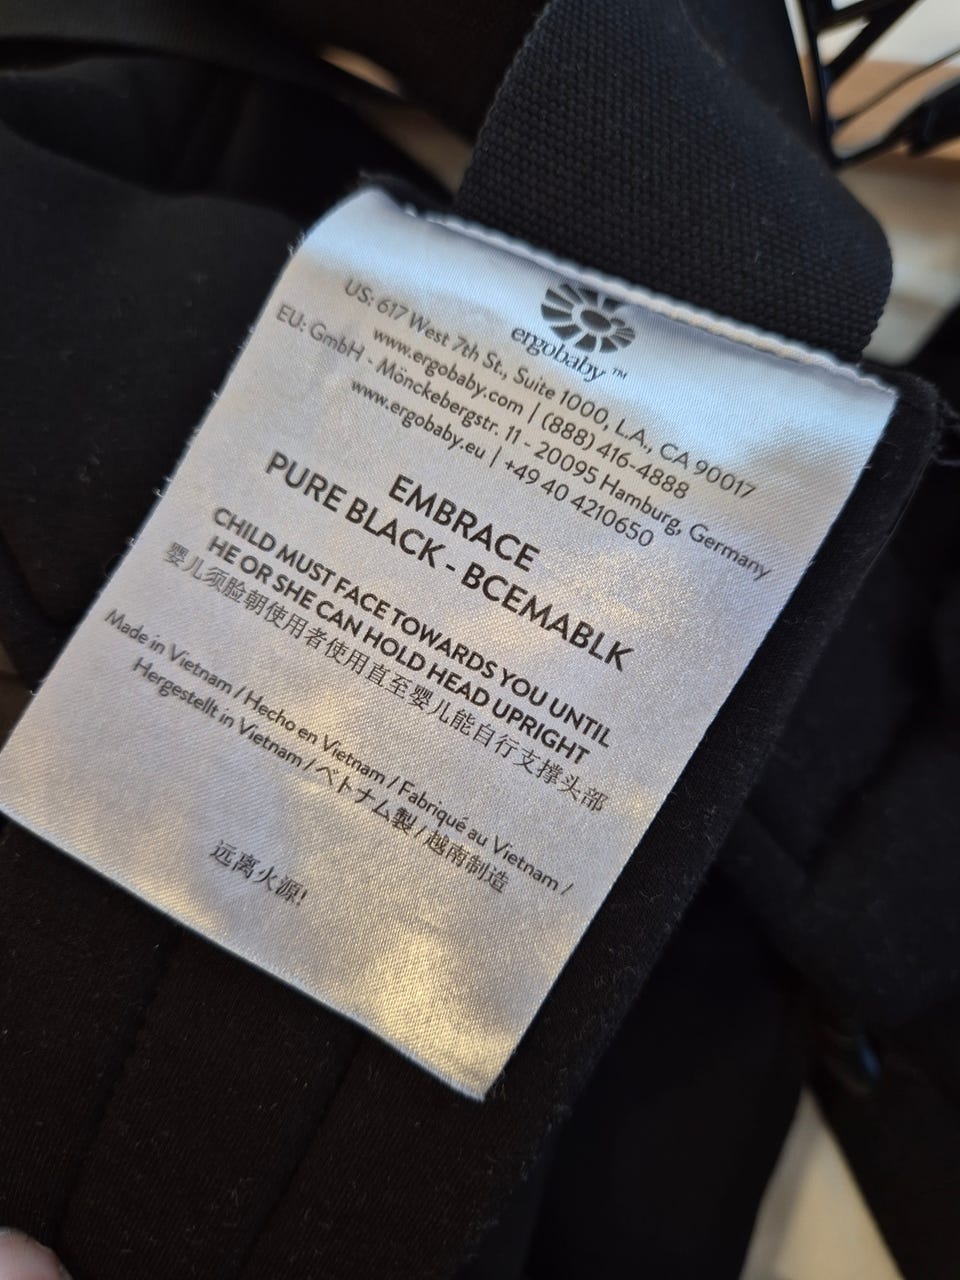 ergobaby™
US: 617 West 7th St., Suite 1000, L.A., CA 90017
www.ergobaby.com | (888) 416-4888
EU: GmbH - Mönckebergstr. 11 - 20095 Hamburg, Germany
www.ergobaby.eu | +49 40 4210650
EMBRACE
PURE BLACK - BCEMABLK
CHILD MUST FACE TOWARDS YOU UNTIL
HE OR SHE CAN HOLD HEAD UPRIGHT
婴儿须脸朝使用者使用直至婴儿能自行支撑头部
Made in Vietnam / Hecho en Vietnam / Fabriqué au Vietnam /
Hergestellt in Vietnam / ベトナム製 / 越南制造
远离火源!